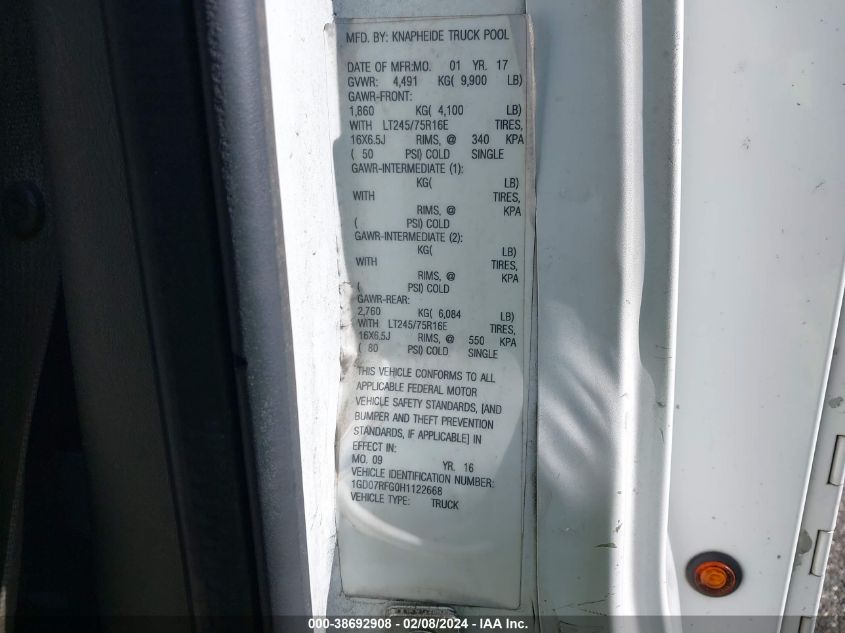 MFD. BY: KNAPHEIDE TRUCK POOL
DATE OF MFR:MO. 01 YR. 17
GVWR: 4,491 KG( 9,900 LB)
GAWR-FRONT:
1,860 KG( 4,100 LB)
WITH LT245/75R16E TIRES,
16X6.5J RIMS, @ 340 KPA
( 50 PSI) COLD SINGLE
GAWR-INTERMEDIATE (1):
KG( LB)
WITH TIRES,
RIMS, @ KPA
( PSI) COLD
GAWR-INTERMEDIATE (2):
KG( LB)
WITH TIRES,
RIMS, @ KPA
( PSI) COLD
GAWR-REAR:
2,760 KG( 6,084 LB)
WITH LT245/75R16E TIRES,
16X6.5J RIMS, @ 550 KPA
( 80 PSI) COLD SINGLE
THIS VEHICLE CONFORMS TO ALL
APPLICABLE FEDERAL MOTOR
VEHICLE SAFETY STANDARDS, [AND
BUMPER AND THEFT PREVENTION
STANDARDS, IF APPLICABLE] IN
EFFECT IN:
MO. 09 YR. 16
VEHICLE IDENTIFICATION NUMBER:
1GD07RFG0H1122668
VEHICLE TYPE: TRUCK
000-38692908 - 02/08/2024 - IAA Inc.